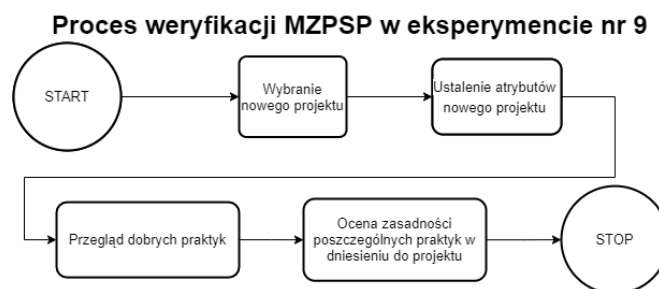 Proces weryfikacji MZPSP w eksperymencie nr 9
START
Wybranie
nowego projektu
Ustalenie atrybutów
nowego projektu
Przegląd dobrych praktyk
Ocena zasadności
poszczególnych praktyk w
dniesieniu do projektu
STOP